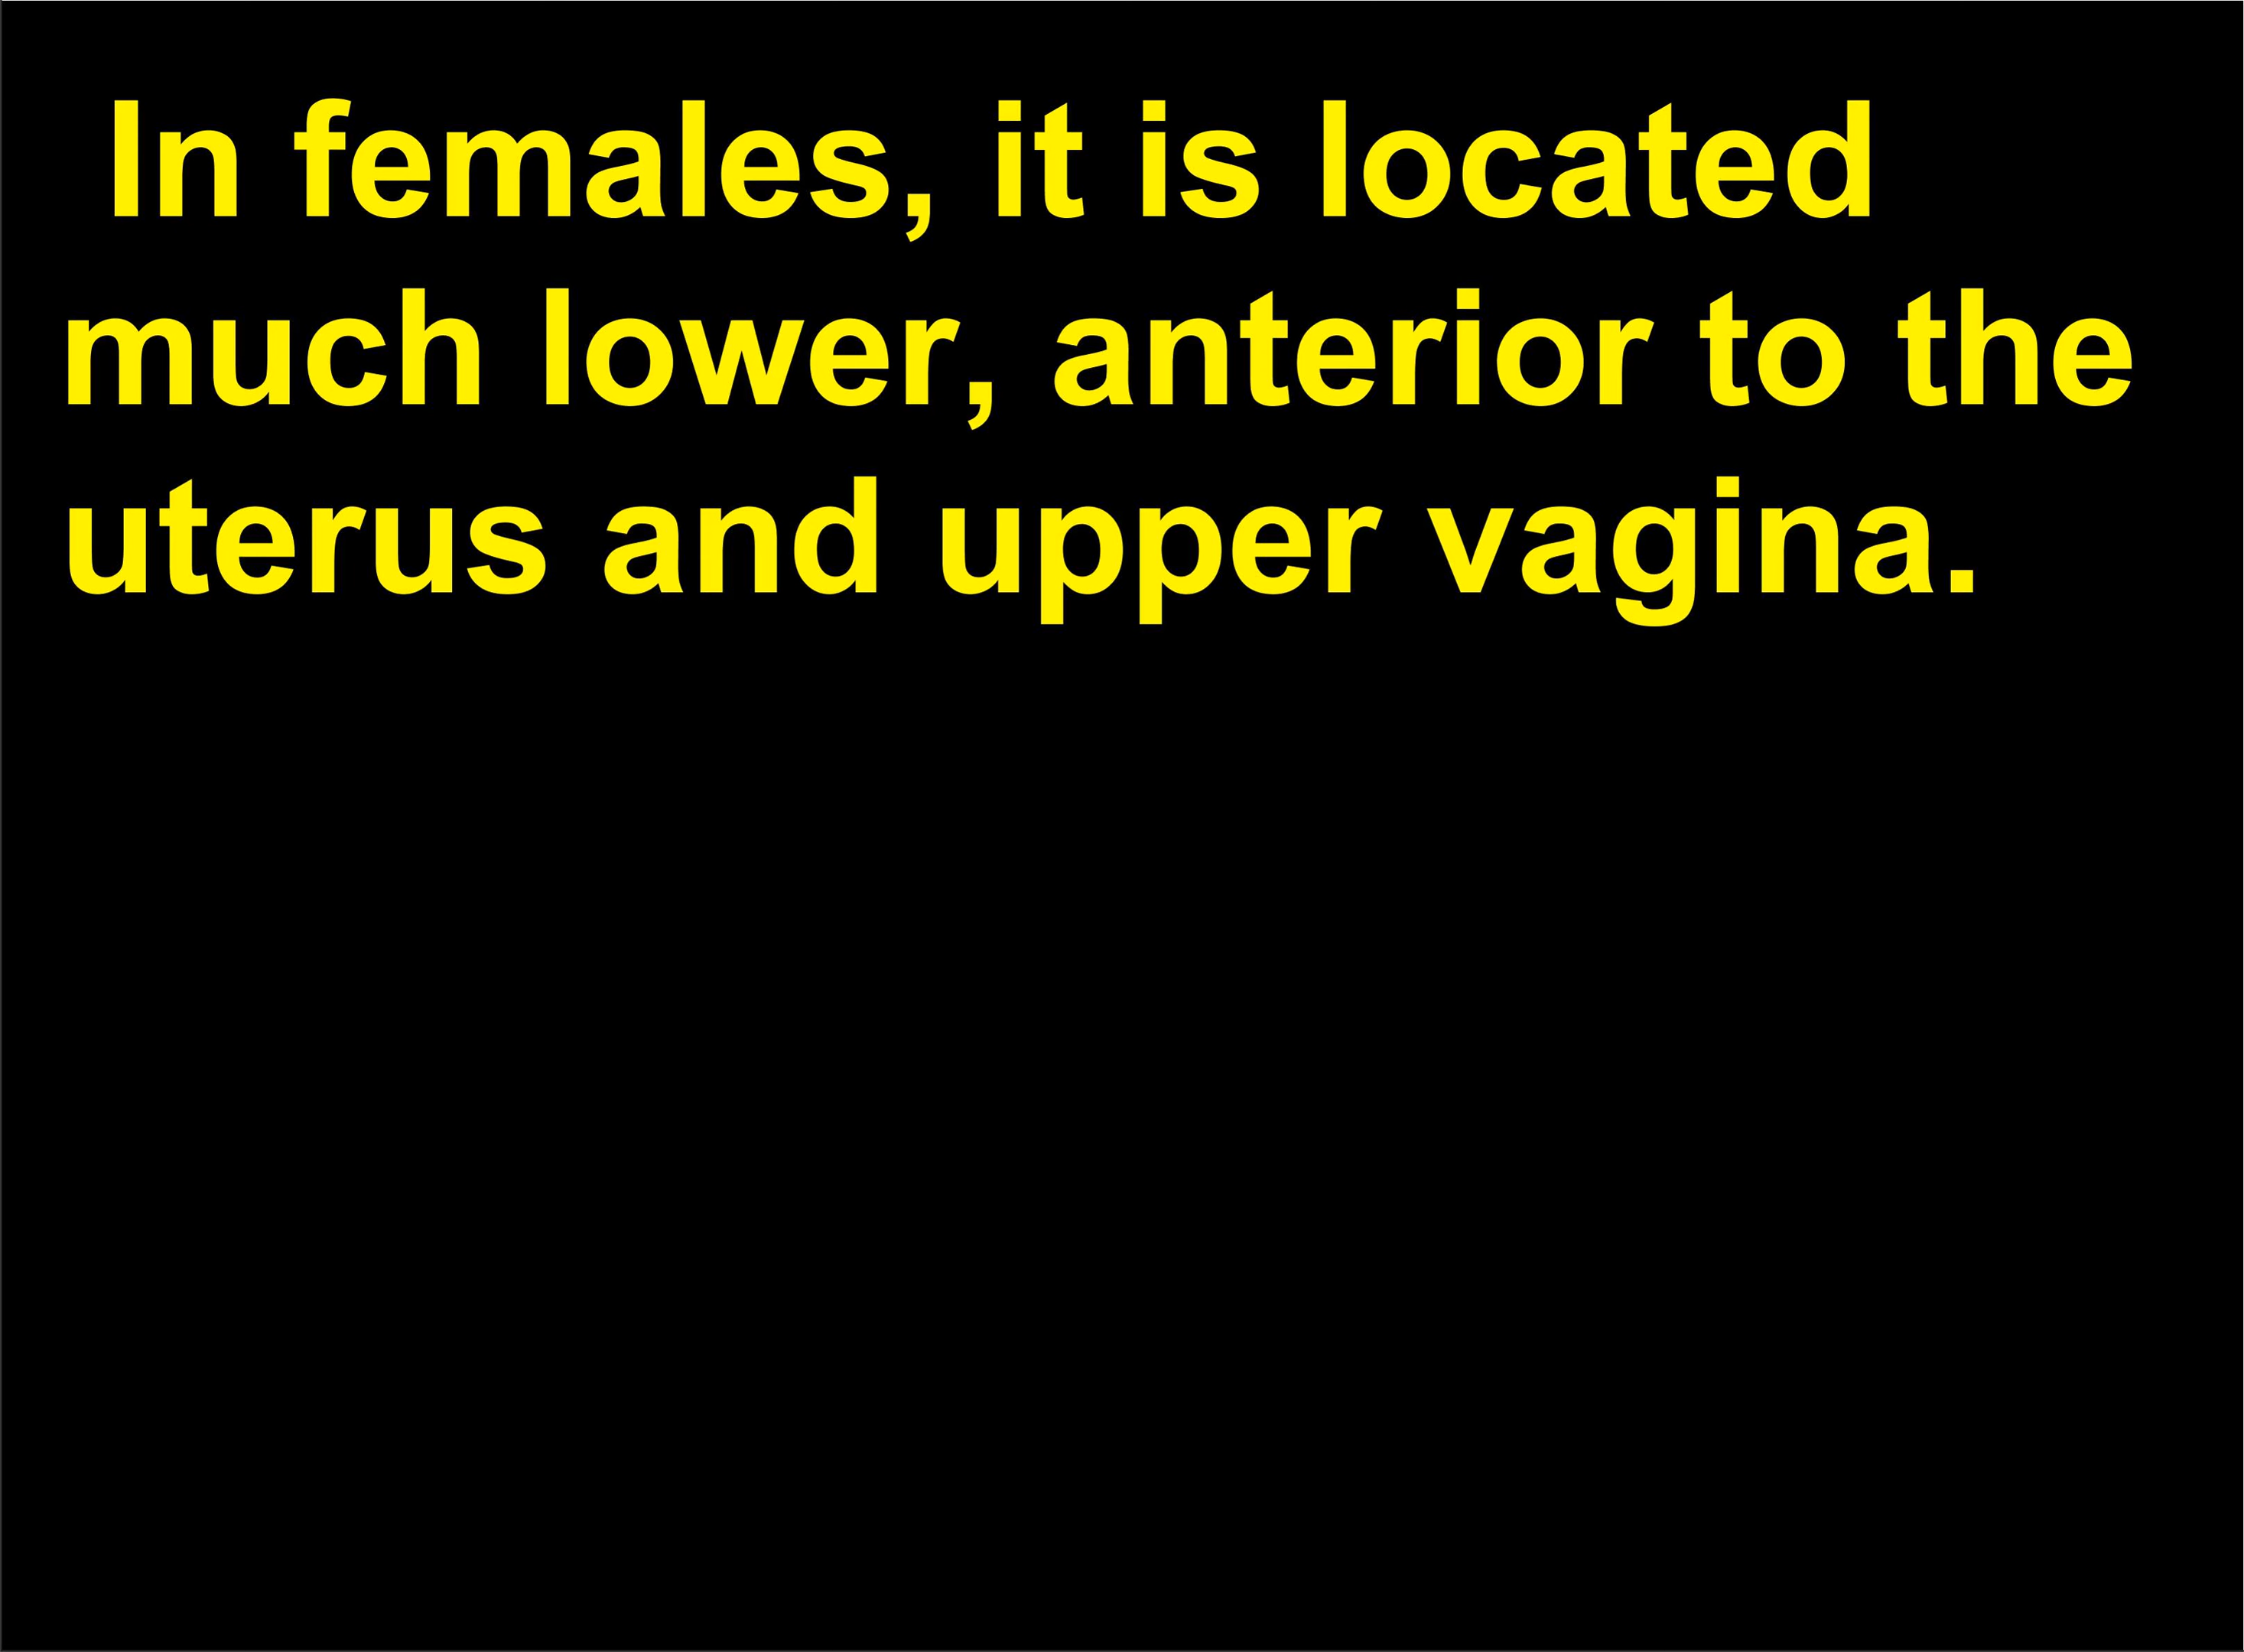 In females, it is located
much lower, anterior to the
uterus and upper vagina.